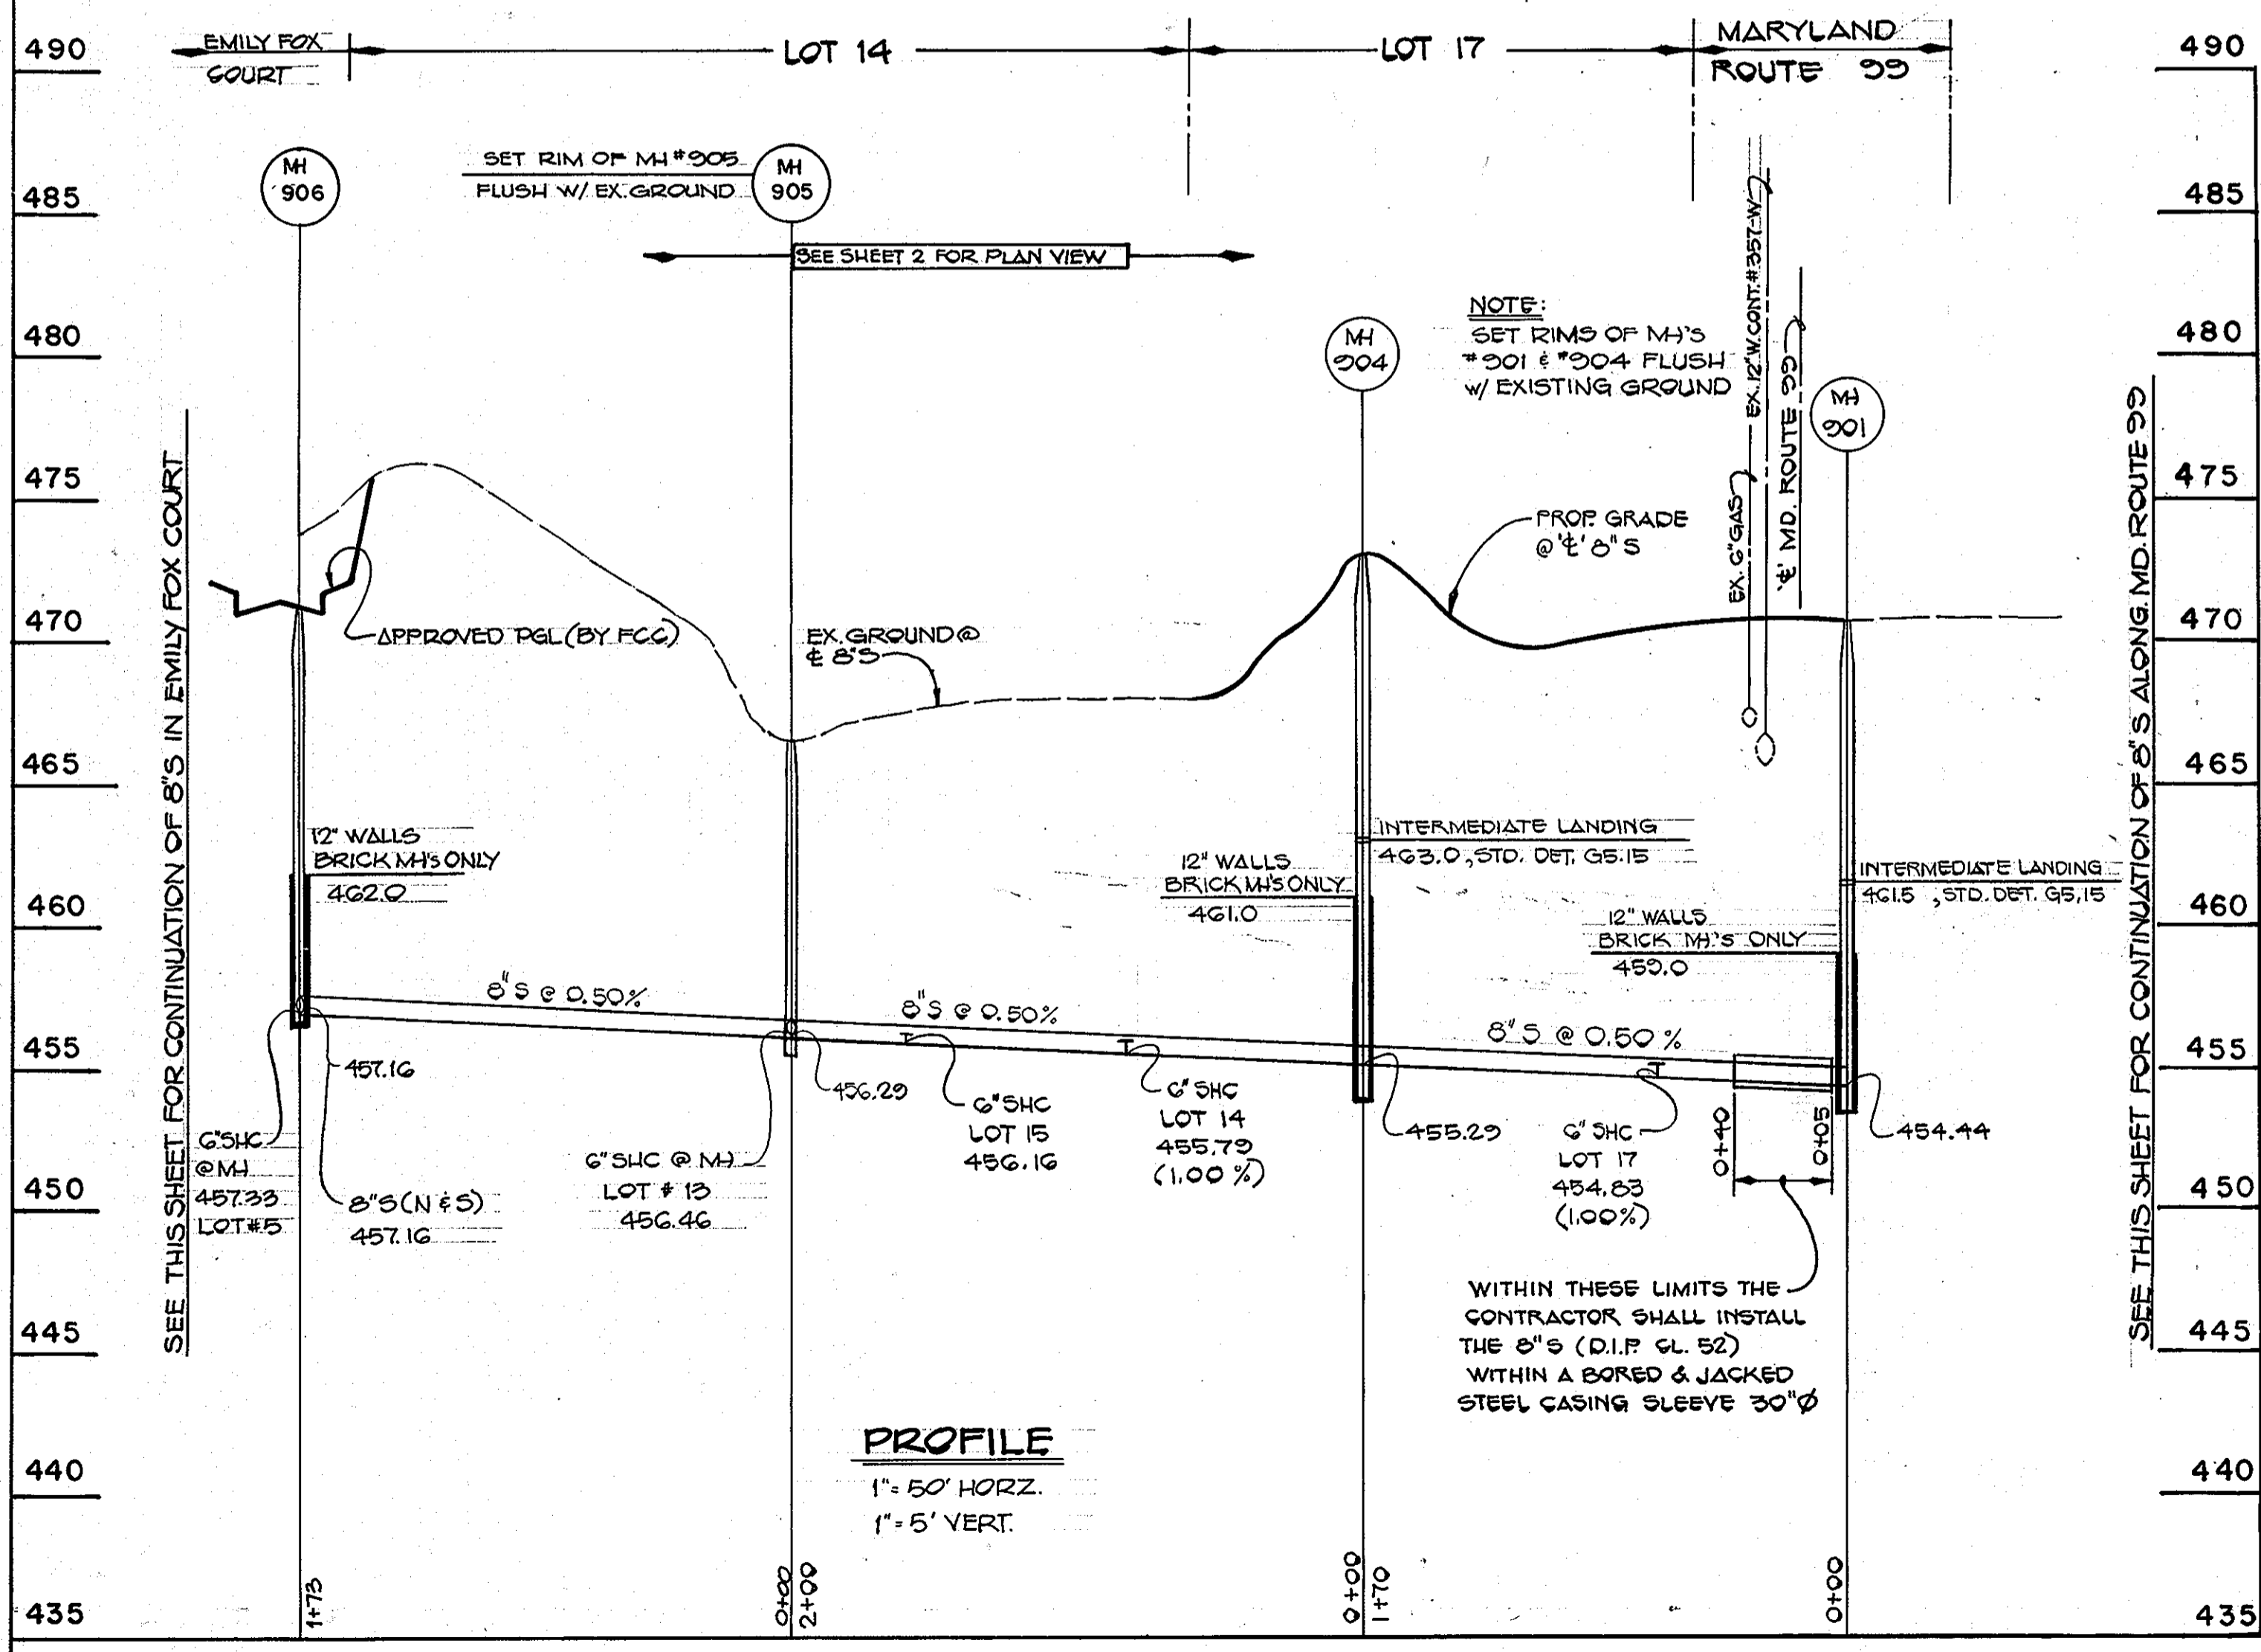 490
EMILY FOX
COURT
LOT 14
LOT 17
MARYLAND
ROUTE 99
490
MH
906
SET RIM OF MH #905
FLUSH W/ EX. GROUND
MH
905
485
485
SEE SHEET 2 FOR PLAN VIEW
EX. 12" W. CONT. # 357-W
480
480
MH
904
NOTE:
SET RIMS OF MH'S
#901 & #904 FLUSH
W/ EXISTING GROUND
℄ MD. ROUTE 99
EX. 6" GAS
MH
901
475
475
SEE THIS SHEET FOR CONTINUATION OF 8"S IN EMILY FOX COURT
SEE THIS SHEET FOR CONTINUATION OF 8"S ALONG MD. ROUTE 99
PROP. GRADE
@ '℄' 8"S
470
470
APPROVED PGL (BY FCC)
EX. GROUND @
℄ 8"S
465
465
12" WALLS
BRICK MH'S ONLY
462.0
12" WALLS
BRICK MH'S ONLY
461.0
INTERMEDIATE LANDING
463.0, STD. DET. G5.15
12" WALLS
BRICK MH.'S ONLY
459.0
INTERMEDIATE LANDING
461.5 , STD. DET. G5,15
460
460
8"S @ 0.50%
8"S @ 0.50%
8"S @ 0.50%
455
455
457.16
456.29
455.29
454.44
6"SHC
@ MH
457.33
LOT #5
8"S (N & S)
457.16
6"SHC @ MH
LOT # 13
456.46
6"SHC
LOT 15
456.16
6"SHC
LOT 14
455.79
(1.00%)
6"SHC
LOT 17
454.83
(1.00%)
0+40
0+05
450
450
WITHIN THESE LIMITS THE
CONTRACTOR SHALL INSTALL
THE 8"S (D.I.P. CL. 52)
WITHIN A BORED & JACKED
STEEL CASING SLEEVE 30"Ø
445
445
PROFILE
1"= 50' HORZ.
1"= 5' VERT.
440
440
1+73
0+00
2+00
0+00
1+70
0+00
435
435